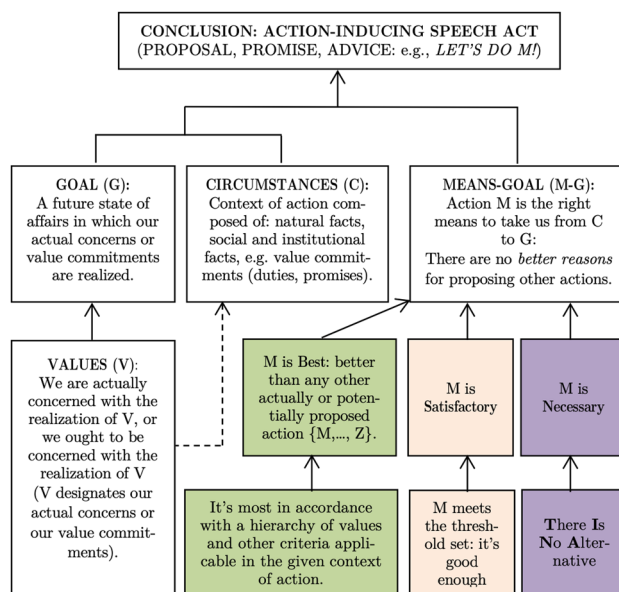 CONCLUSION: ACTION-INDUCING SPEECH ACT
(PROPOSAL, PROMISE, ADVICE: e.g., LET'S DO M!)
GOAL (G):
A future state of
affairs in which our
actual concerns or
value commitments
are realized.
CIRCUMSTANCES (C):
Context of action com-
posed of: natural facts,
social and institutional
facts, e.g. value commit-
ments (duties, promises).
MEANS-GOAL (M-G):
Action M is the right
means to take us from C
to G:
There are no better reasons
for proposing other actions.
VALUES (V):
We are actually
concerned with the
realization of V, or
we ought to be
concerned with the
realization of V
(V designates our
actual concerns or
our value commit-
ments).
M is Best: better
than any other
actually or poten-
tially proposed
action {M,..., Z}.
M is
Satisfactory
M is
Necessary
It's most in accordance
with a hierarchy of values
and other criteria appli-
cable in the given context
of action.
M meets
the thresh-
old set: it's
good
enough
There Is
No Alter-
native